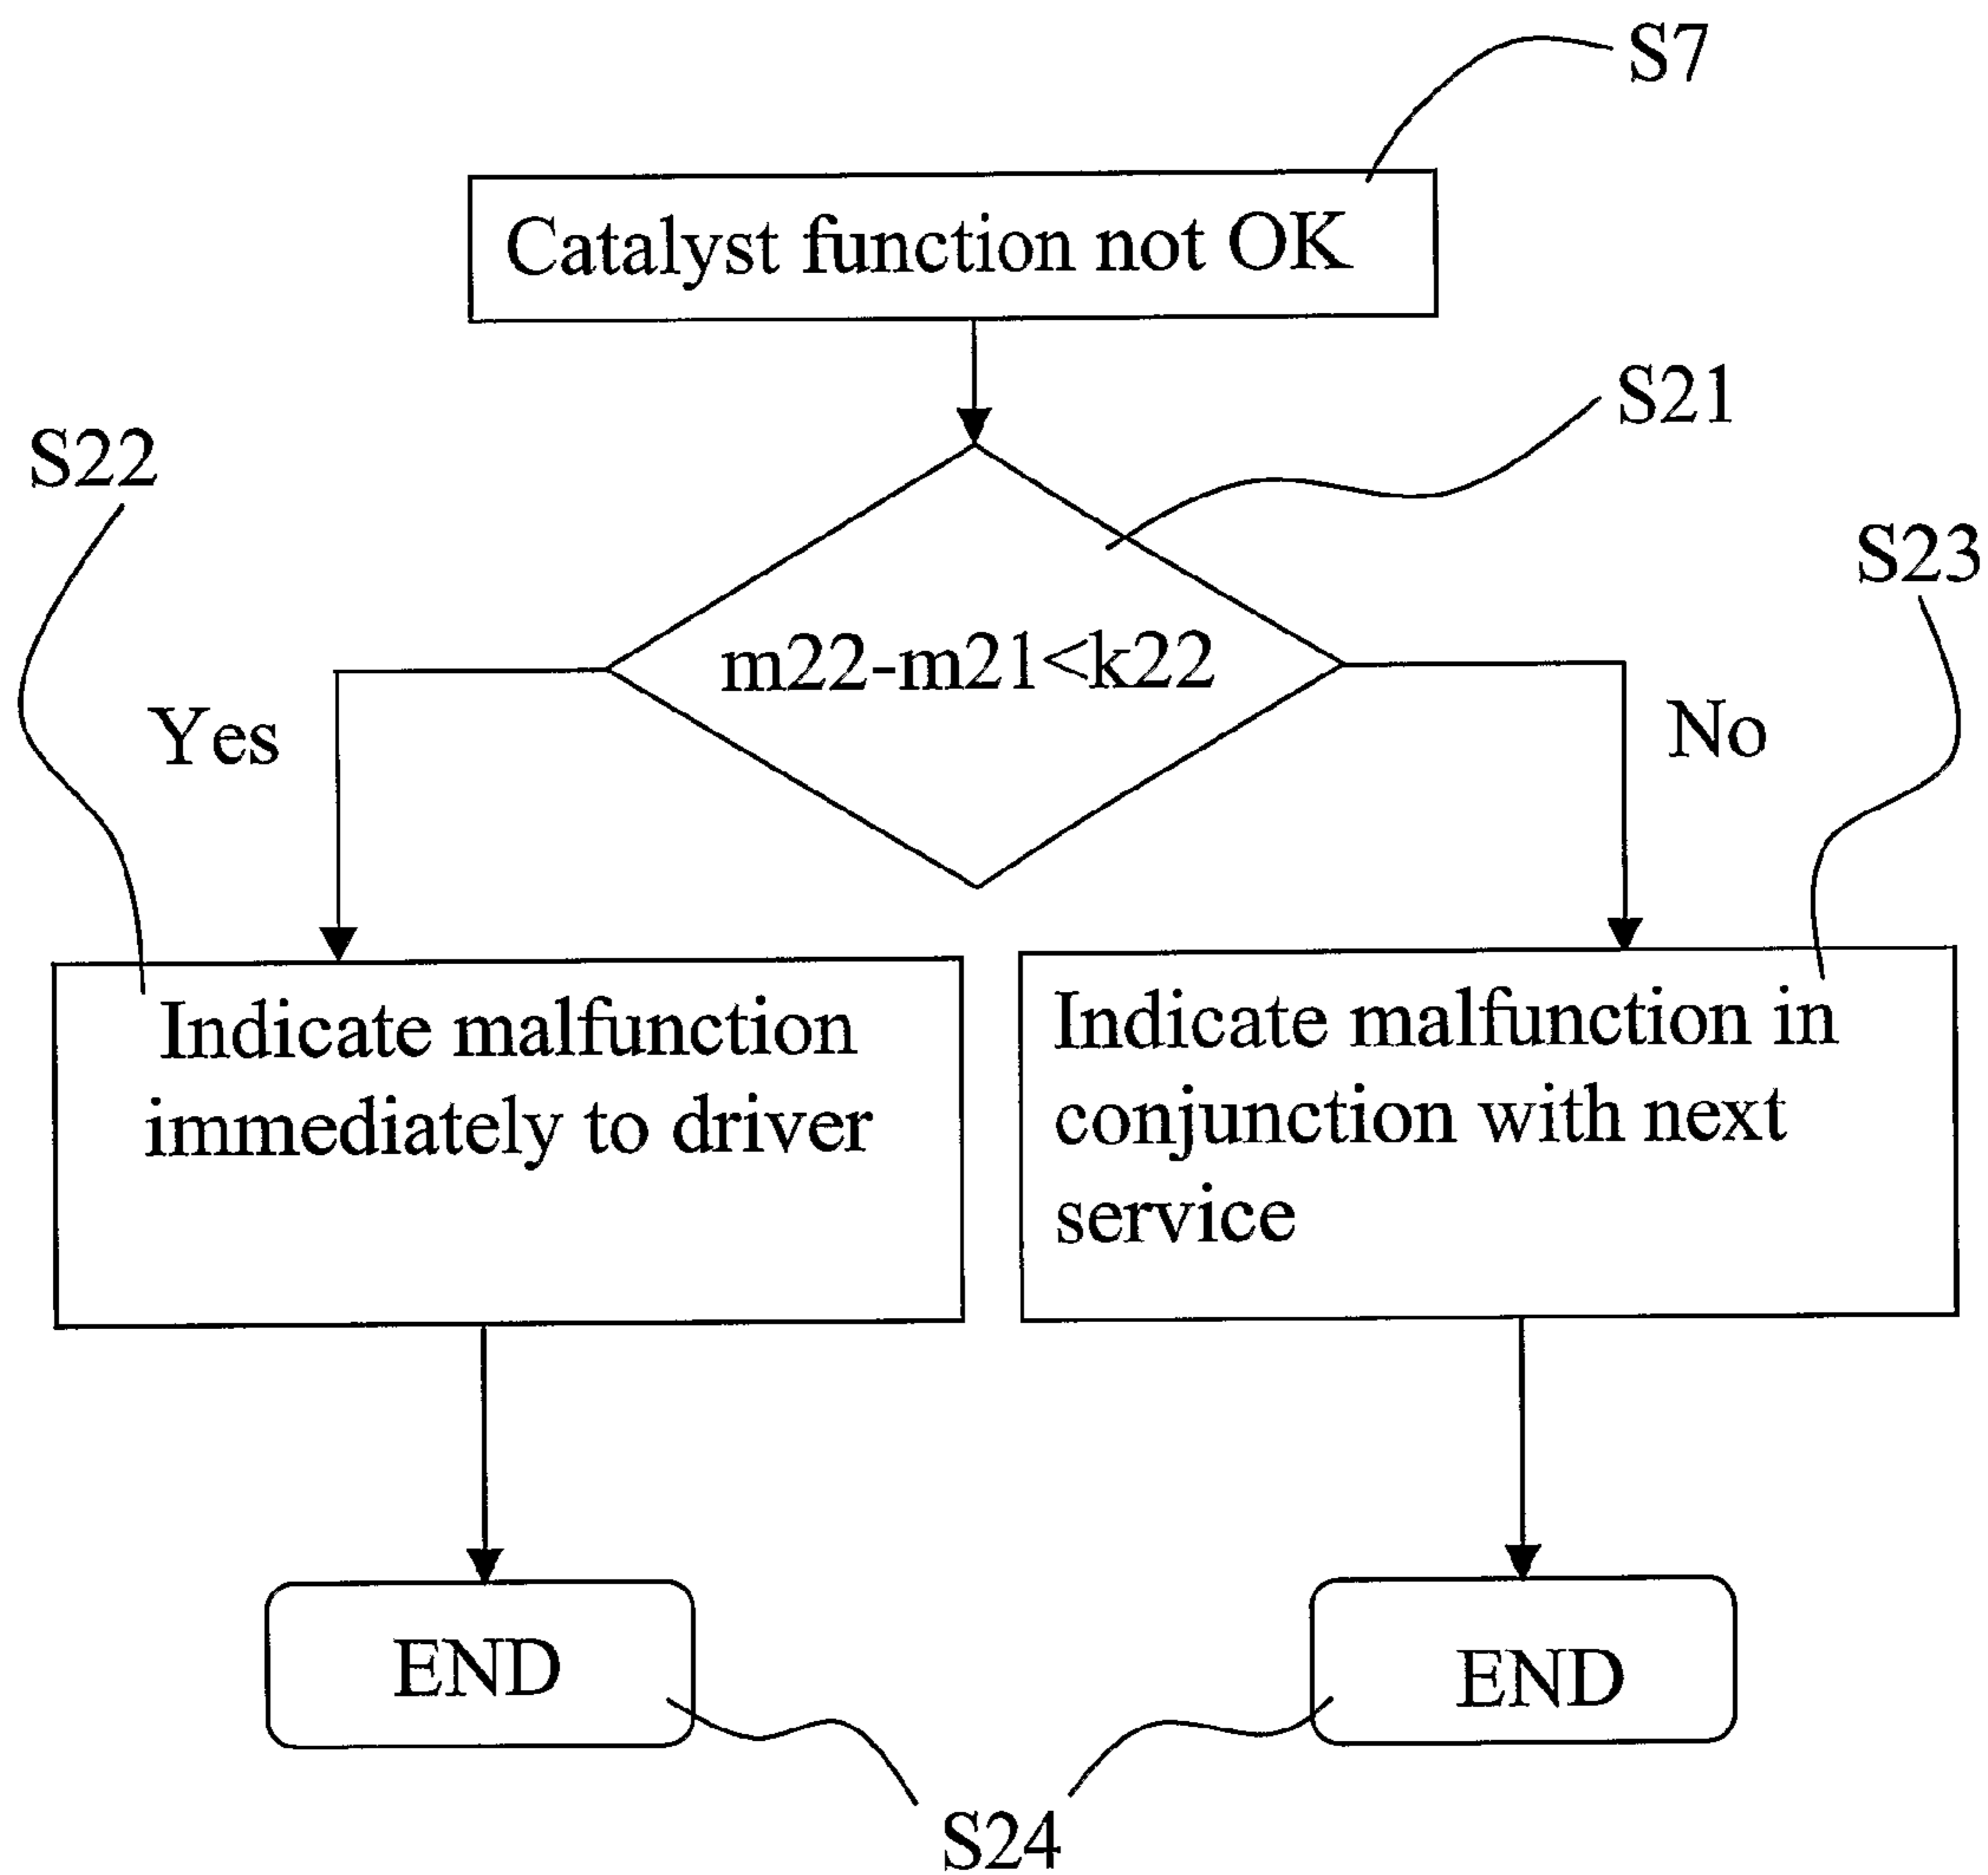 S7
Catalyst function not OK
S21
S22
S23
m22-m21<k22
Yes
No
Indicate malfunction
immediately to driver
Indicate malfunction in
conjunction with next
service
END
END
S24